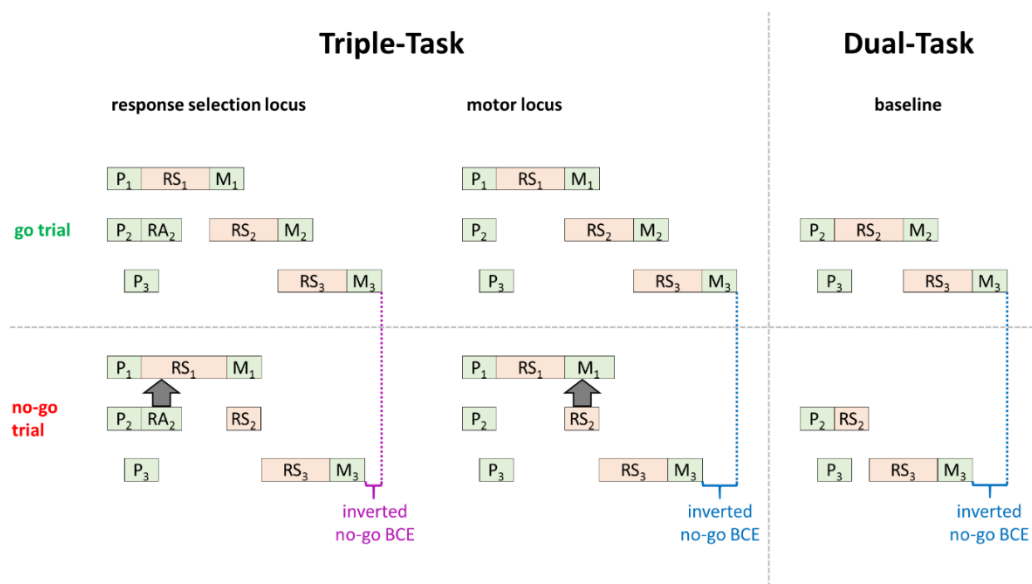 Triple-Task Dual-Task
response selection locus motor locus baseline
P₁ RS₁ M₁ P₁ RS₁ M₁
go trial P₂ RA₂ RS₂ M₂ P₂ RS₂ M₂ P₂ RS₂ M₂
P₃ RS₃ M₃ P₃ RS₃ M₃ P₃ RS₃ M₃
P₁ RS₁ M₁ P₁ RS₁ M₁
no-go
trial
P₂ RA₂ RS₂ P₂ RS₂ P₂ RS₂
P₃ RS₃ M₃ P₃ RS₃ M₃ P₃ RS₃ M₃
inverted inverted inverted
no-go BCE no-go BCE no-go BCE